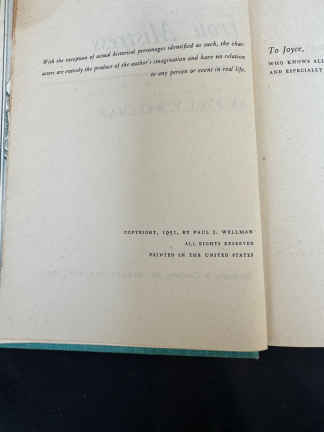 With the exception of actual historical personages identified as such, the char-
acters are entirely the product of the author's imagination and have no relation
to any person or event in real life.
COPYRIGHT, 1951, BY PAUL I. WELLMAN
ALL RIGHTS RESERVED
PRINTED IN THE UNITED STATES
To Joyce,
WHO KNOWS ALL
AND ESPECIALLY